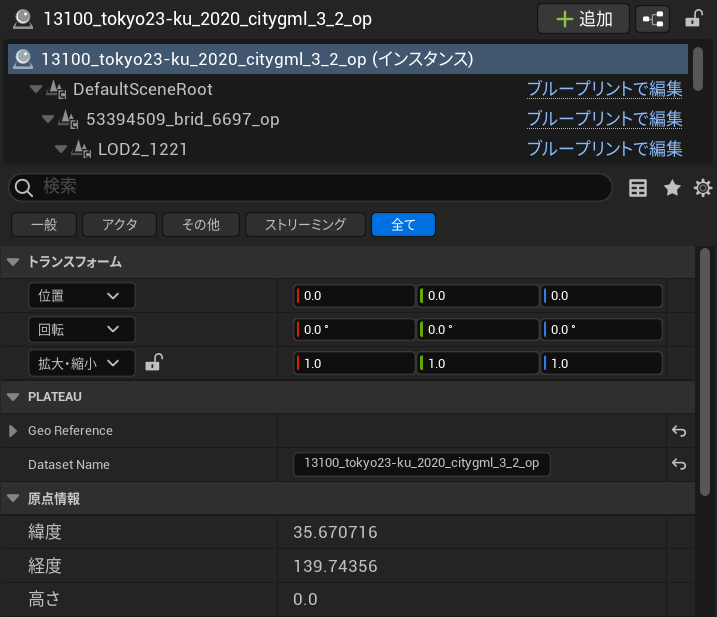 13100_tokyo23-ku_2020_citygml_3_2_op 追加
13100_tokyo23-ku_2020_citygml_3_2_op (インスタンス)
DefaultSceneRoot ブループリントで編集
53394509_brid_6697_op ブループリントで編集
LOD2_1221 ブループリントで編集
検索
一般 アクタ その他 ストリーミング 全て
トランスフォーム
位置 0.0 0.0 0.0
回転 0.0 ° 0.0 ° 0.0 °
拡大・縮小 1.0 1.0 1.0
PLATEAU
Geo Reference
Dataset Name 13100_tokyo23-ku_2020_citygml_3_2_op
原点情報
緯度 35.670716
経度 139.74356
高さ 0.0